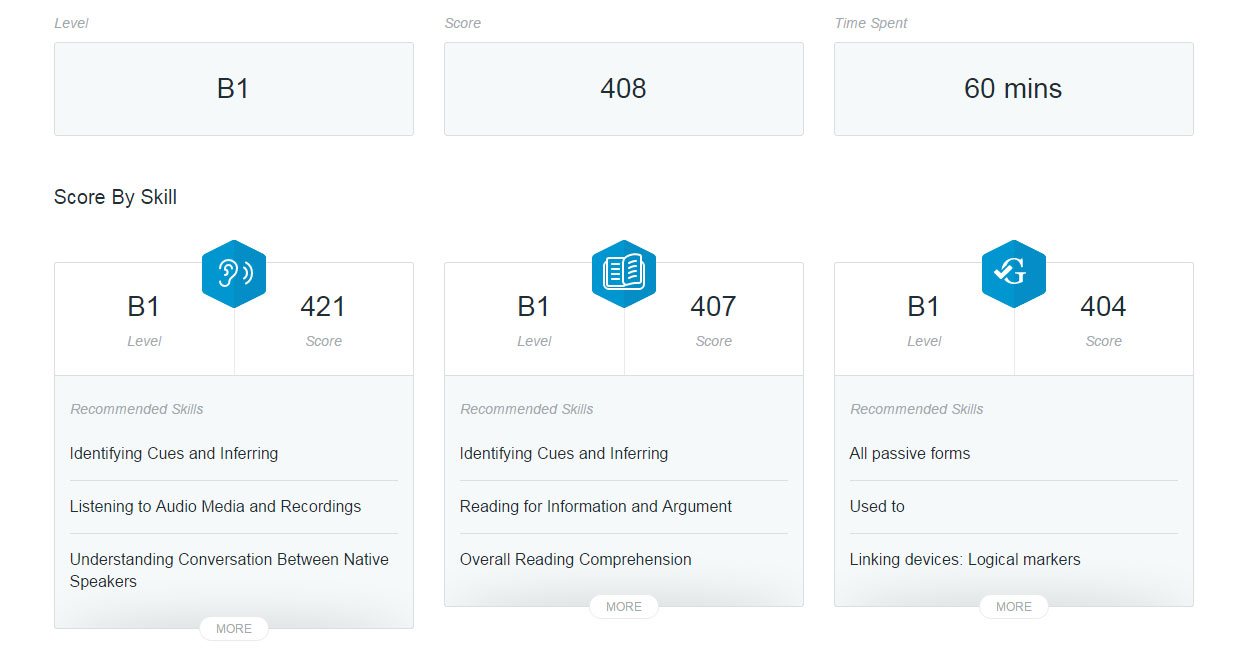 Level
Score
Time Spent
B1
408
60 mins
Score By Skill
B1
421
Level
Score
Recommended Skills
Identifying Cues and Inferring
Listening to Audio Media and Recordings
Understanding Conversation Between Native
Speakers
MORE
B1
407
Level
Score
Recommended Skills
Identifying Cues and Inferring
Reading for Information and Argument
Overall Reading Comprehension
MORE
G
B1
404
Level
Score
Recommended Skills
All passive forms
Used to
Linking devices: Logical markers
MORE